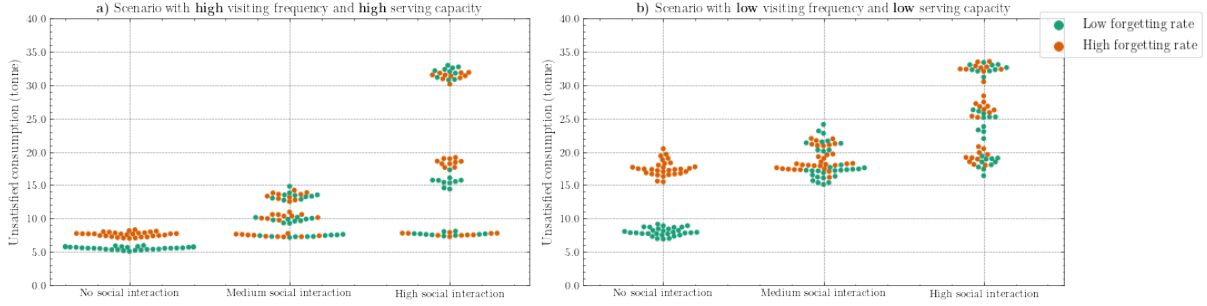 a) Scenario with high visiting frequency and high serving capacity
Unsatisfied consumption (tonne)
40.0
35.0
30.0
25.0
20.0
15.0
10.0
5.0
0.0
No social interaction
Medium social interaction
High social interaction
b) Scenario with low visiting frequency and low serving capacity
Unsatisfied consumption (tonne)
40.0
35.0
30.0
25.0
20.0
15.0
10.0
5.0
0.0
No social interaction
Medium social interaction
High social interaction
Low forgetting rate
High forgetting rate